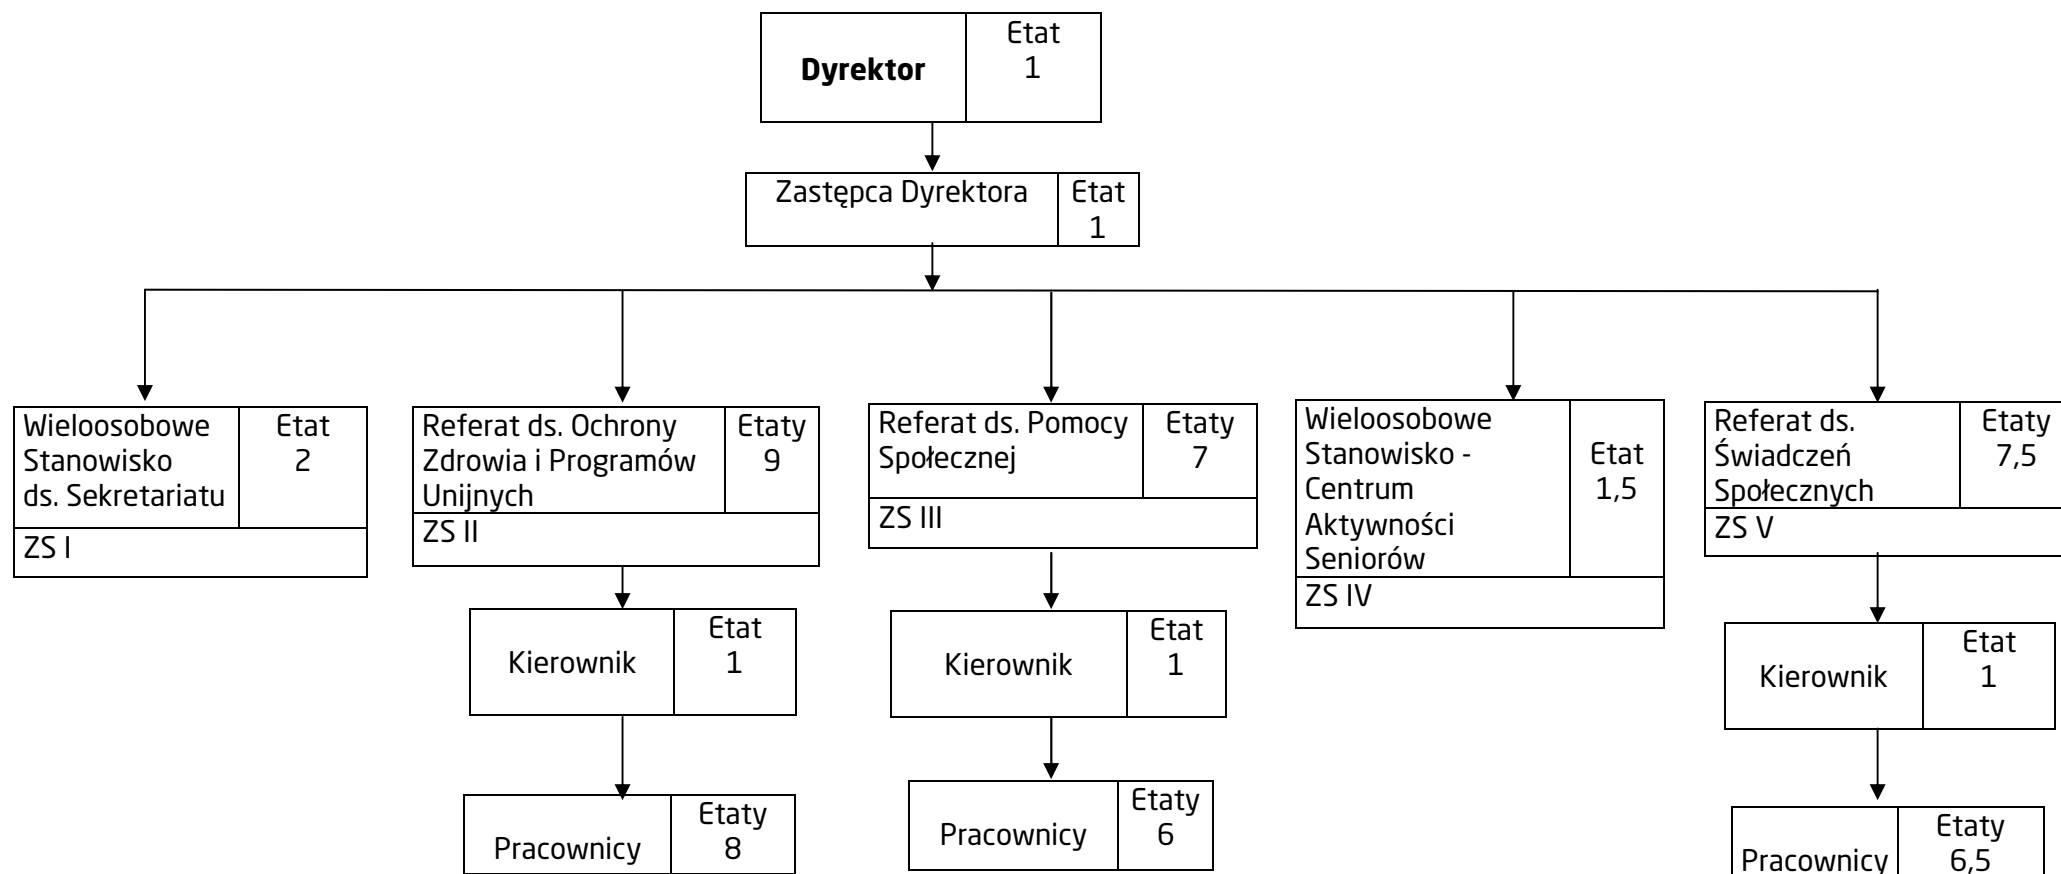 Dyrektor
Etat
1
Zastępca Dyrektora
Etat
1
Wieloosobowe
Stanowisko
ds. Sekretariatu
Etat
2
ZS I
Referat ds. Ochrony
Zdrowia i Programów
Unijnych
Etaty
9
ZS II
Referat ds. Pomocy
Społecznej
Etaty
7
ZS III
Wieloosobowe
Stanowisko -
Centrum
Aktywności
Seniorów
Etat
1,5
ZS IV
Referat ds.
Świadczeń
Społecznych
Etaty
7,5
ZS V
Kierownik
Etat
1
Kierownik
Etat
1
Kierownik
Etat
1
Pracownicy
Etaty
8
Pracownicy
Etaty
6
Pracownicy
Etaty
6,5